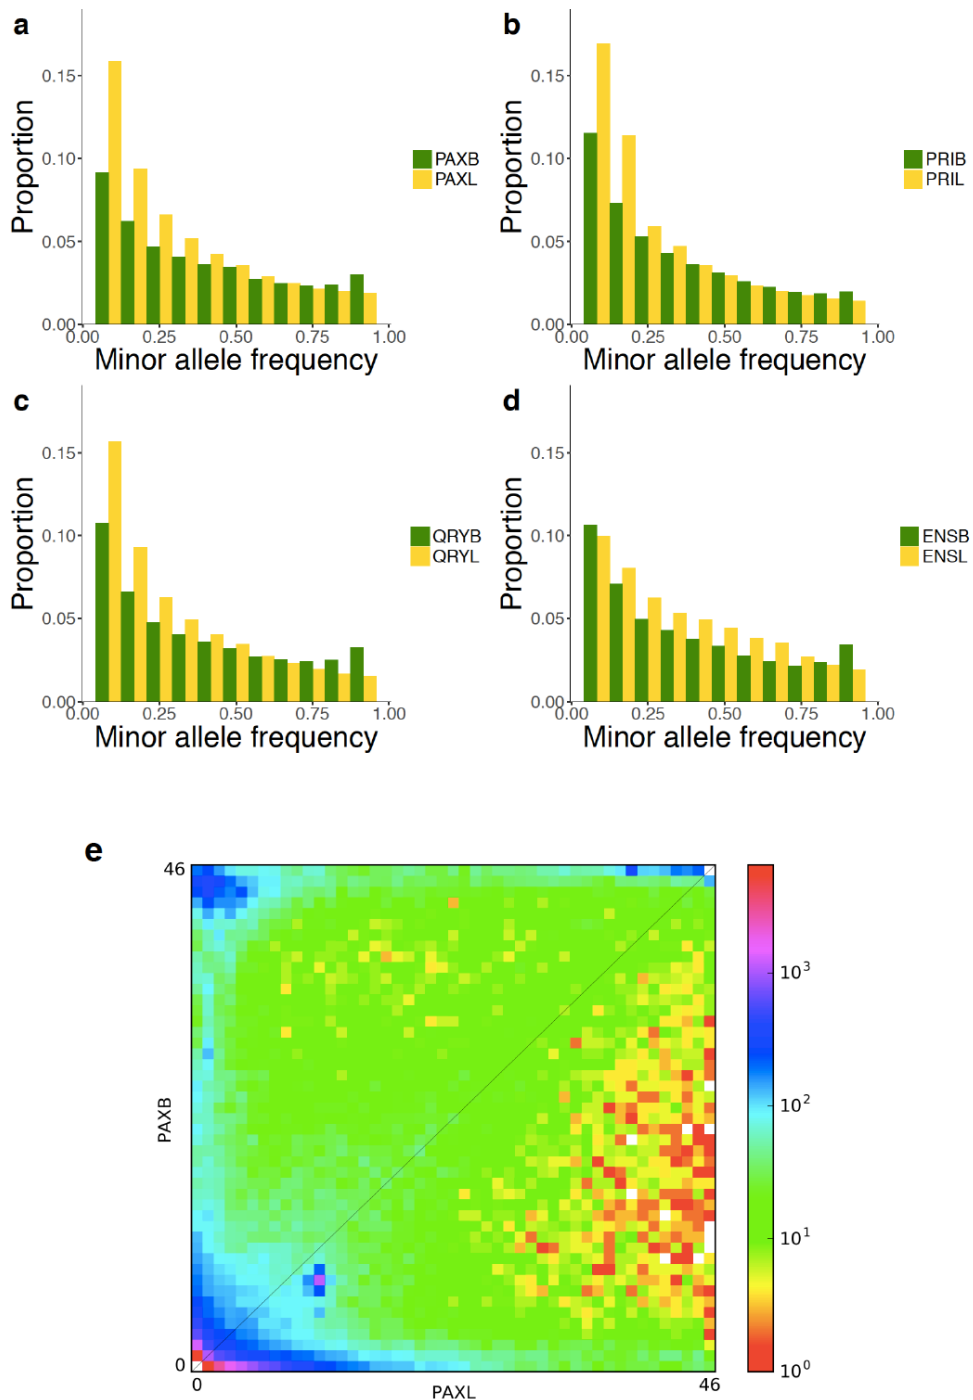 a
b
0.15
0.10
0.05
0.00
Proportion
0.00 0.25 0.50 0.75 1.00
Minor allele frequency
PAXB
PAXL
0.15
0.10
0.05
0.00
Proportion
0.00 0.25 0.50 0.75 1.00
Minor allele frequency
PRIB
PRIL
c
d
0.15
0.10
0.05
0.00
Proportion
0.00 0.25 0.50 0.75 1.00
Minor allele frequency
QRYB
QRYL
0.15
0.10
0.05
0.00
Proportion
0.00 0.25 0.50 0.75 1.00
Minor allele frequency
ENSB
ENSL
e
46
PAXB
0
0 46
PAXL
10³
10²
10¹
10⁰